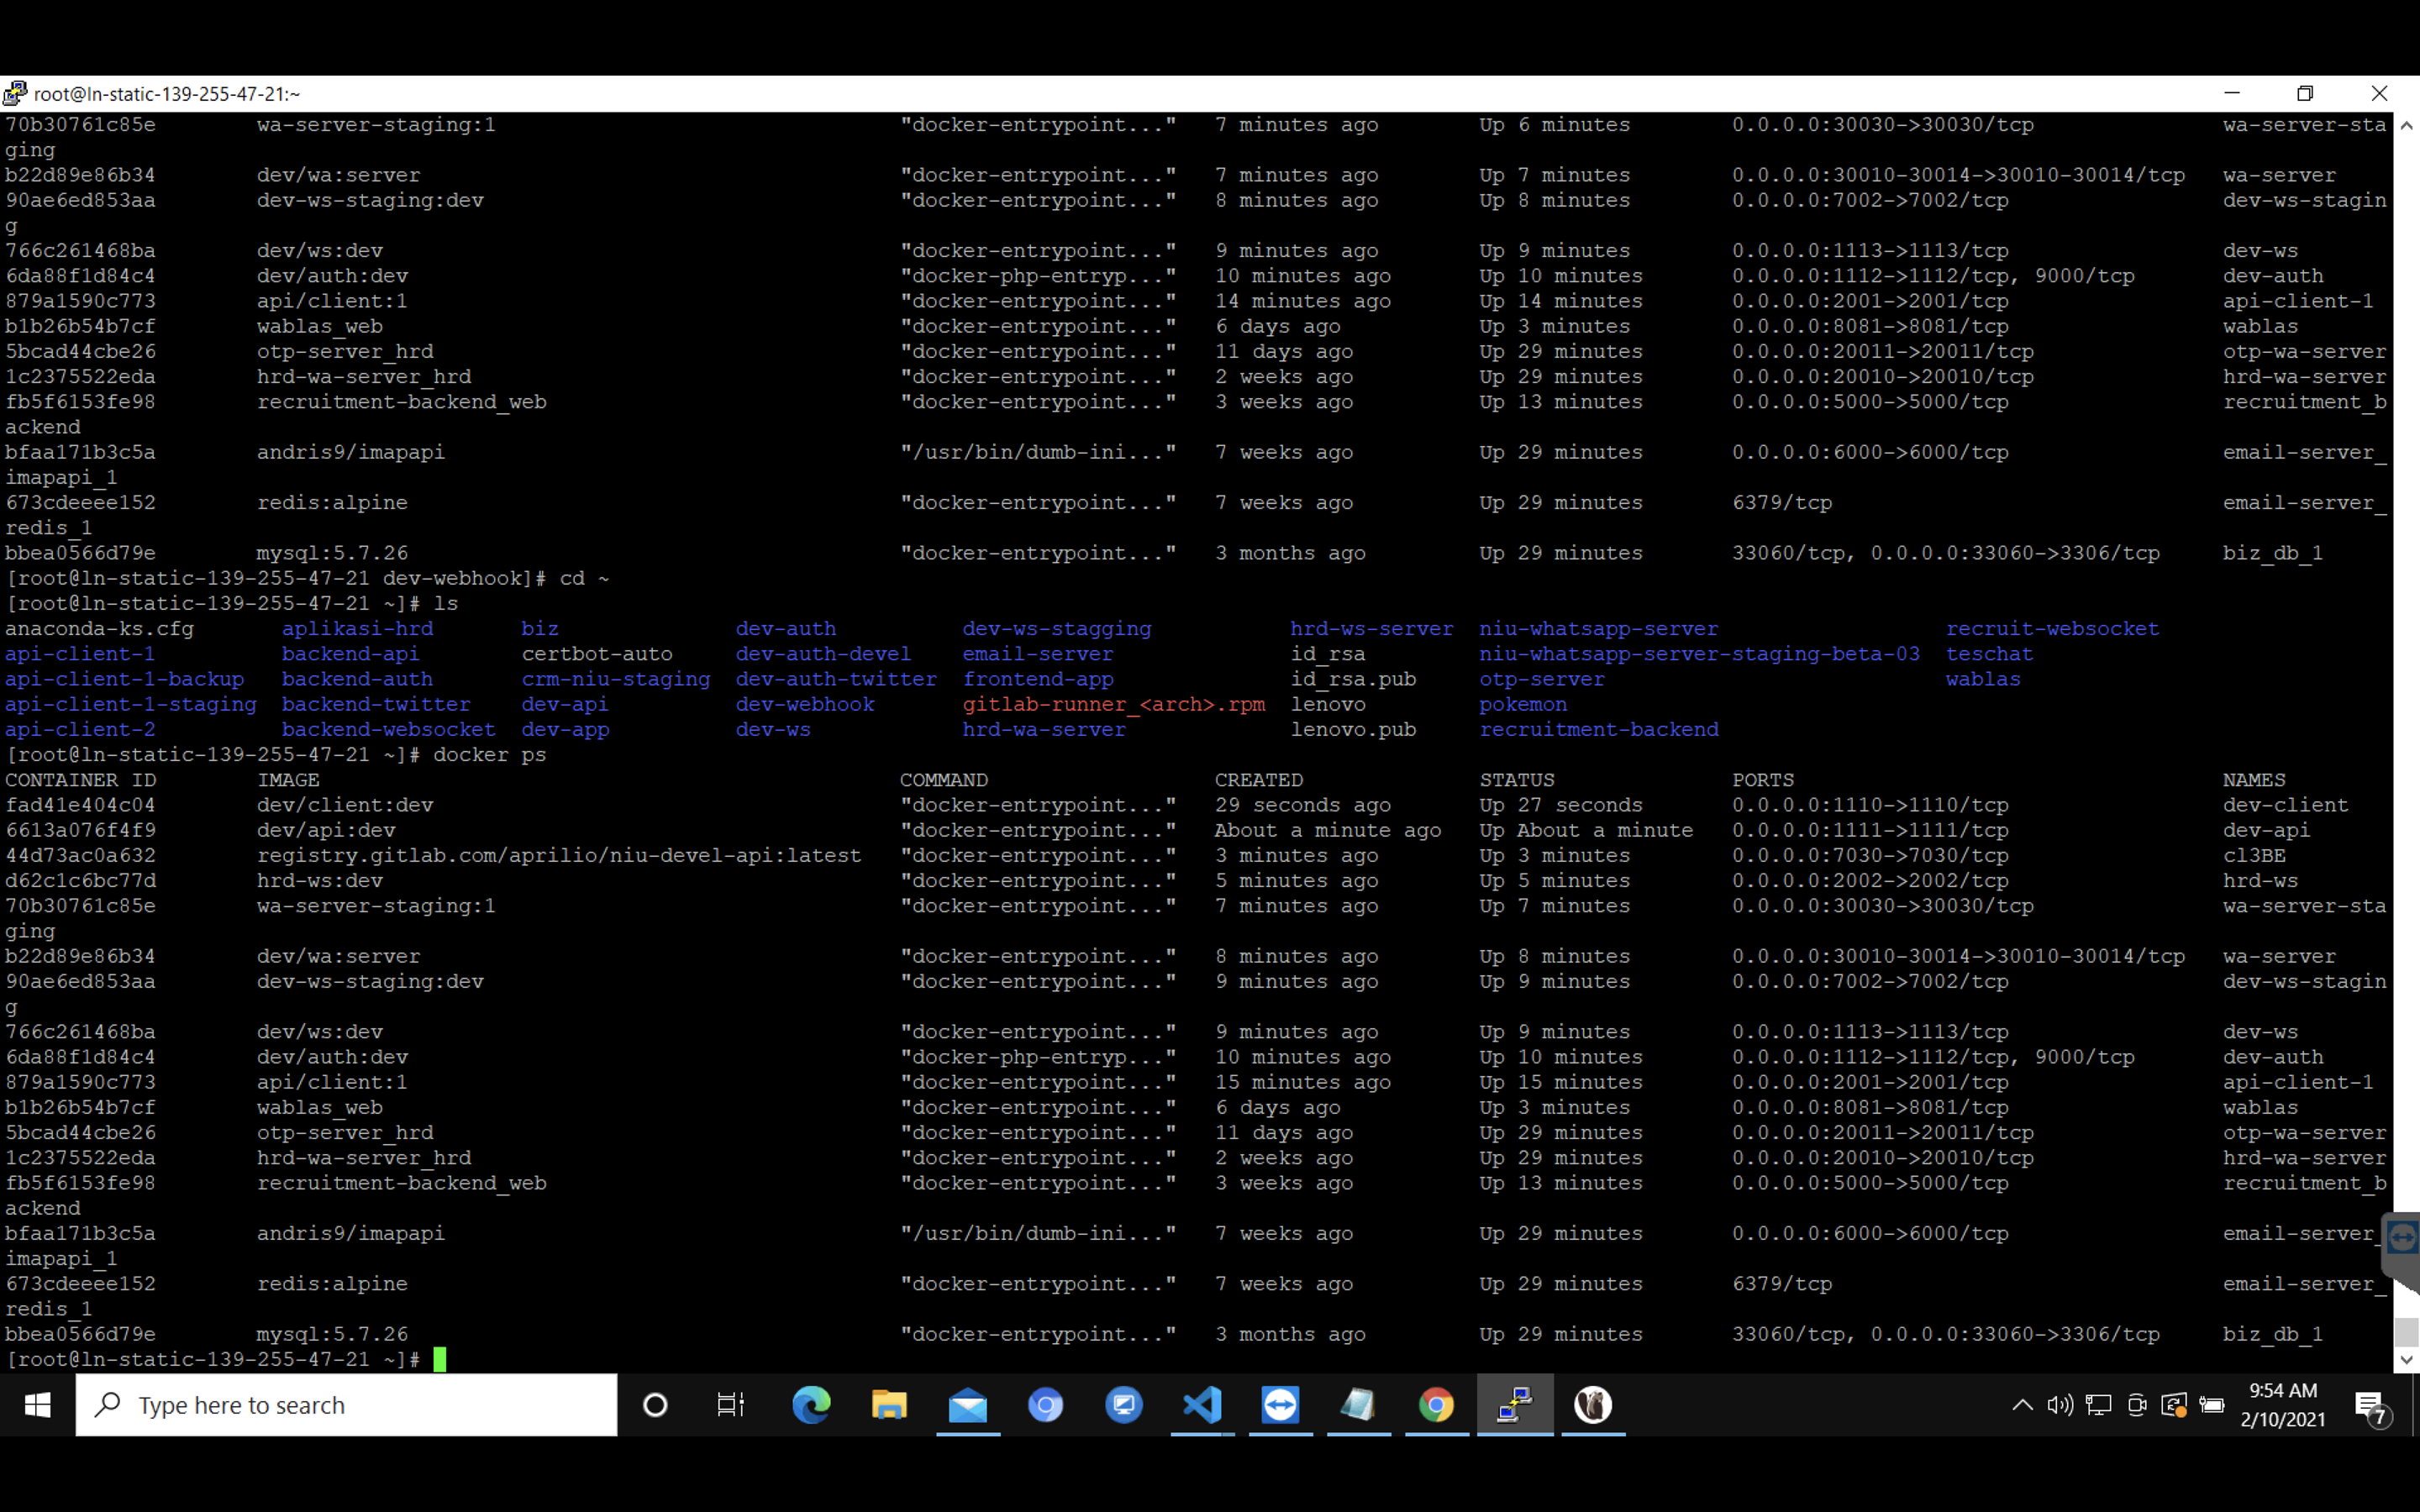 root@ln-static-139-255-47-21:~
70b30761c85e wa-server-staging:1 "docker-entrypoint..." 7 minutes ago Up 6 minutes 0.0.0.0:30030->30030/tcp wa-server-sta
ging
b22d89e86b34 dev/wa:server "docker-entrypoint..." 7 minutes ago Up 7 minutes 0.0.0.0:30010-30014->30010-30014/tcp wa-server
90ae6ed853aa dev-ws-staging:dev "docker-entrypoint..." 8 minutes ago Up 8 minutes 0.0.0.0:7002->7002/tcp dev-ws-stagin
g
766c261468ba dev/ws:dev "docker-entrypoint..." 9 minutes ago Up 9 minutes 0.0.0.0:1113->1113/tcp dev-ws
6da88f1d84c4 dev/auth:dev "docker-php-entryp..." 10 minutes ago Up 10 minutes 0.0.0.0:1112->1112/tcp, 9000/tcp dev-auth
879a1590c773 api/client:1 "docker-entrypoint..." 14 minutes ago Up 14 minutes 0.0.0.0:2001->2001/tcp api-client-1
b1b26b54b7cf wablas_web "docker-entrypoint..." 6 days ago Up 3 minutes 0.0.0.0:8081->8081/tcp wablas
5bcad44cbe26 otp-server_hrd "docker-entrypoint..." 11 days ago Up 29 minutes 0.0.0.0:20011->20011/tcp otp-wa-server
1c2375522eda hrd-wa-server_hrd "docker-entrypoint..." 2 weeks ago Up 29 minutes 0.0.0.0:20010->20010/tcp hrd-wa-server
fb5f6153fe98 recruitment-backend_web "docker-entrypoint..." 3 weeks ago Up 13 minutes 0.0.0.0:5000->5000/tcp recruitment_b
ackend
bfaa171b3c5a andris9/imapapi "/usr/bin/dumb-ini..." 7 weeks ago Up 29 minutes 0.0.0.0:6000->6000/tcp email-server_
imapapi_1
673cdeeee152 redis:alpine "docker-entrypoint..." 7 weeks ago Up 29 minutes 6379/tcp email-server_
redis_1
bbea0566d79e mysql:5.7.26 "docker-entrypoint..." 3 months ago Up 29 minutes 33060/tcp, 0.0.0.0:33060->3306/tcp biz_db_1
[root@ln-static-139-255-47-21 dev-webhook]# cd ~
[root@ln-static-139-255-47-21 ~]# ls
anaconda-ks.cfg aplikasi-hrd biz dev-auth dev-ws-stagging hrd-ws-server niu-whatsapp-server recruit-websocket
api-client-1 backend-api certbot-auto dev-auth-devel email-server id_rsa niu-whatsapp-server-staging-beta-03 teschat
api-client-1-backup backend-auth crm-niu-staging dev-auth-twitter frontend-app id_rsa.pub otp-server wablas
api-client-1-staging backend-twitter dev-api dev-webhook gitlab-runner_<arch>.rpm lenovo pokemon
api-client-2 backend-websocket dev-app dev-ws hrd-wa-server lenovo.pub recruitment-backend
[root@ln-static-139-255-47-21 ~]# docker ps
CONTAINER ID IMAGE COMMAND CREATED STATUS PORTS NAMES
fad41e404c04 dev/client:dev "docker-entrypoint..." 29 seconds ago Up 27 seconds 0.0.0.0:1110->1110/tcp dev-client
6613a076f4f9 dev/api:dev "docker-entrypoint..." About a minute ago Up About a minute 0.0.0.0:1111->1111/tcp dev-api
44d73ac0a632 registry.gitlab.com/aprilio/niu-devel-api:latest "docker-entrypoint..." 3 minutes ago Up 3 minutes 0.0.0.0:7030->7030/tcp cl3BE
d62c1c6bc77d hrd-ws:dev "docker-entrypoint..." 5 minutes ago Up 5 minutes 0.0.0.0:2002->2002/tcp hrd-ws
70b30761c85e wa-server-staging:1 "docker-entrypoint..." 7 minutes ago Up 7 minutes 0.0.0.0:30030->30030/tcp wa-server-sta
ging
b22d89e86b34 dev/wa:server "docker-entrypoint..." 8 minutes ago Up 8 minutes 0.0.0.0:30010-30014->30010-30014/tcp wa-server
90ae6ed853aa dev-ws-staging:dev "docker-entrypoint..." 9 minutes ago Up 9 minutes 0.0.0.0:7002->7002/tcp dev-ws-stagin
g
766c261468ba dev/ws:dev "docker-entrypoint..." 9 minutes ago Up 9 minutes 0.0.0.0:1113->1113/tcp dev-ws
6da88f1d84c4 dev/auth:dev "docker-php-entryp..." 10 minutes ago Up 10 minutes 0.0.0.0:1112->1112/tcp, 9000/tcp dev-auth
879a1590c773 api/client:1 "docker-entrypoint..." 15 minutes ago Up 15 minutes 0.0.0.0:2001->2001/tcp api-client-1
b1b26b54b7cf wablas_web "docker-entrypoint..." 6 days ago Up 3 minutes 0.0.0.0:8081->8081/tcp wablas
5bcad44cbe26 otp-server_hrd "docker-entrypoint..." 11 days ago Up 29 minutes 0.0.0.0:20011->20011/tcp otp-wa-server
1c2375522eda hrd-wa-server_hrd "docker-entrypoint..." 2 weeks ago Up 29 minutes 0.0.0.0:20010->20010/tcp hrd-wa-server
fb5f6153fe98 recruitment-backend_web "docker-entrypoint..." 3 weeks ago Up 13 minutes 0.0.0.0:5000->5000/tcp recruitment_b
ackend
bfaa171b3c5a andris9/imapapi "/usr/bin/dumb-ini..." 7 weeks ago Up 29 minutes 0.0.0.0:6000->6000/tcp email-server_
imapapi_1
673cdeeee152 redis:alpine "docker-entrypoint..." 7 weeks ago Up 29 minutes 6379/tcp email-server_
redis_1
bbea0566d79e mysql:5.7.26 "docker-entrypoint..." 3 months ago Up 29 minutes 33060/tcp, 0.0.0.0:33060->3306/tcp biz_db_1
[root@ln-static-139-255-47-21 ~]#
Type here to search
9:54 AM
2/10/2021
7